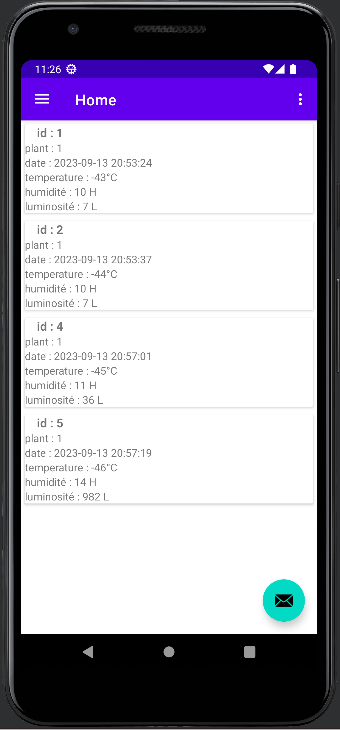 11:26
Home
id : 1
plant : 1
date : 2023-09-13 20:53:24
temperature : -43°C
humidité : 10 H
luminosité : 7 L
id : 2
plant : 1
date : 2023-09-13 20:53:37
temperature : -44°C
humidité : 10 H
luminosité : 7 L
id : 4
plant : 1
date : 2023-09-13 20:57:01
temperature : -45°C
humidité : 11 H
luminosité : 36 L
id : 5
plant : 1
date : 2023-09-13 20:57:19
temperature : -46°C
humidité : 14 H
luminosité : 982 L